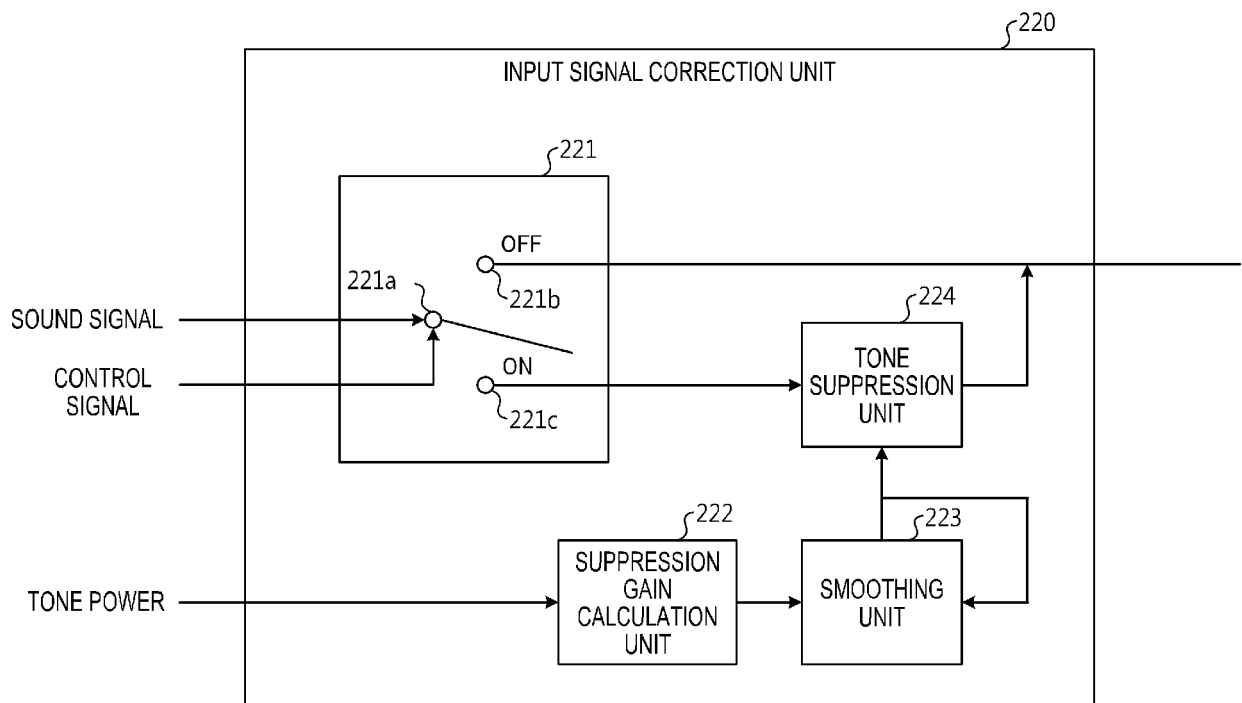 220
INPUT SIGNAL CORRECTION UNIT
221
OFF
221a
221b
SOUND SIGNAL
224
TONE
SUPPRESSION
UNIT
CONTROL
SIGNAL
ON
221c
222
223
SUPPRESSION
GAIN
CALCULATION
UNIT
SMOOTHING
UNIT
TONE POWER